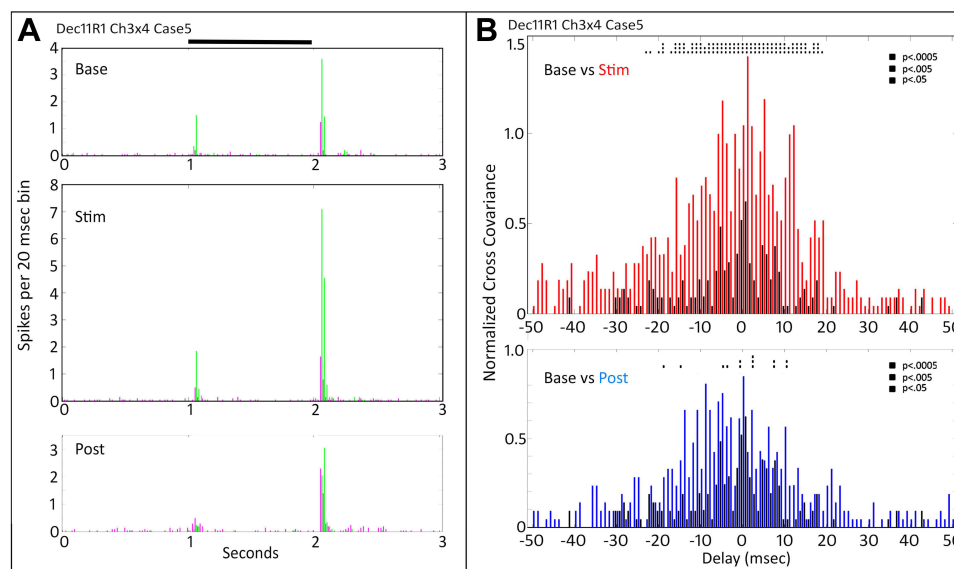 A
Dec11R1 Ch3x4 Case5
Spikes per 20 msec bin
4
3
2
1
0
Base
0 1 2 3
8
7
6
5
4
3
2
1
0
Stim
0 1 2 3
3
2
1
0
Post
0 1 2 3
Seconds
B
Dec11R1 Ch3x4 Case5
Normalized Cross Covariance
1.5
1.0
0.5
0
Base vs Stim
p<.0005
p<.005
p<.05
-50 -40 -30 -20 -10 0 10 20 30 40 50
1.0
0.5
0
Base vs Post
p<.0005
p<.005
p<.05
-50 -40 -30 -20 -10 0 10 20 30 40 50
Delay (msec)